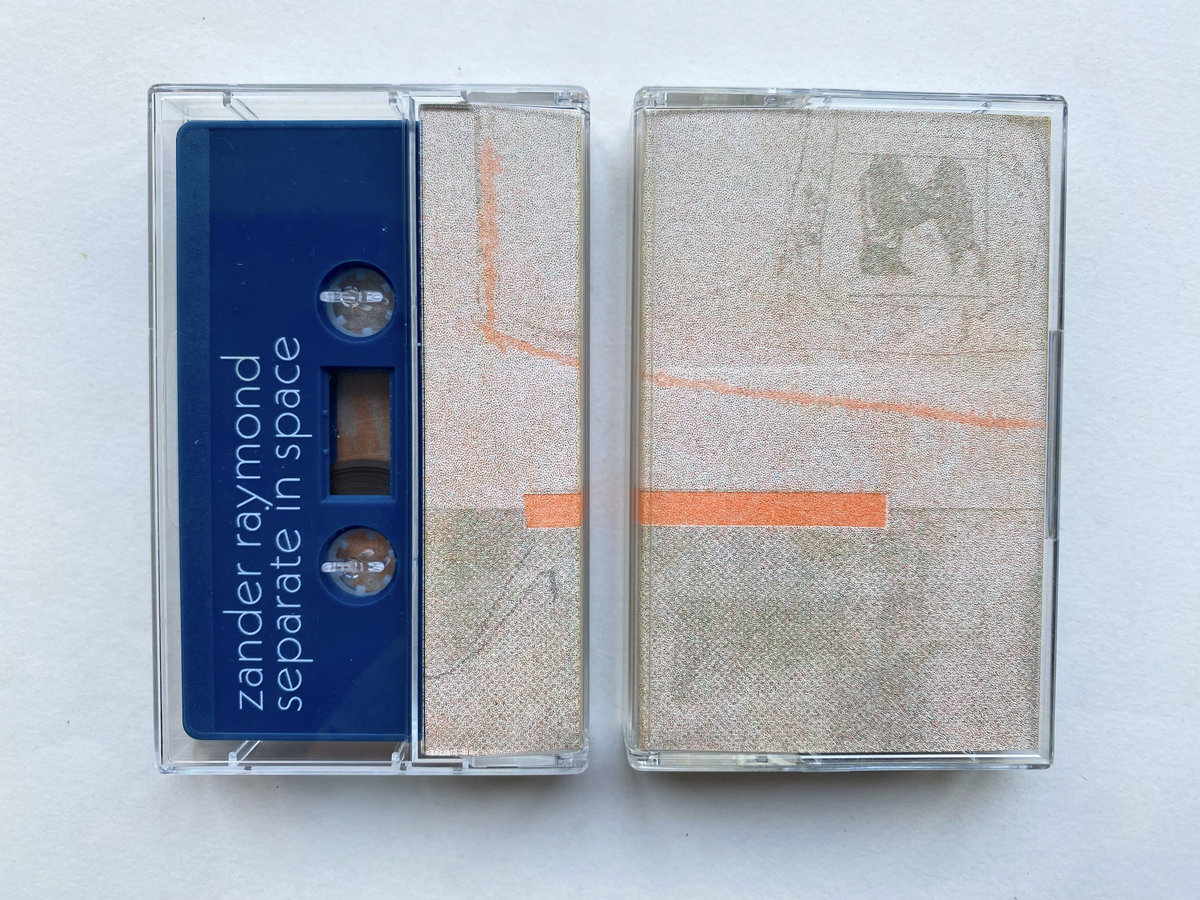 zander raymond
separate in space